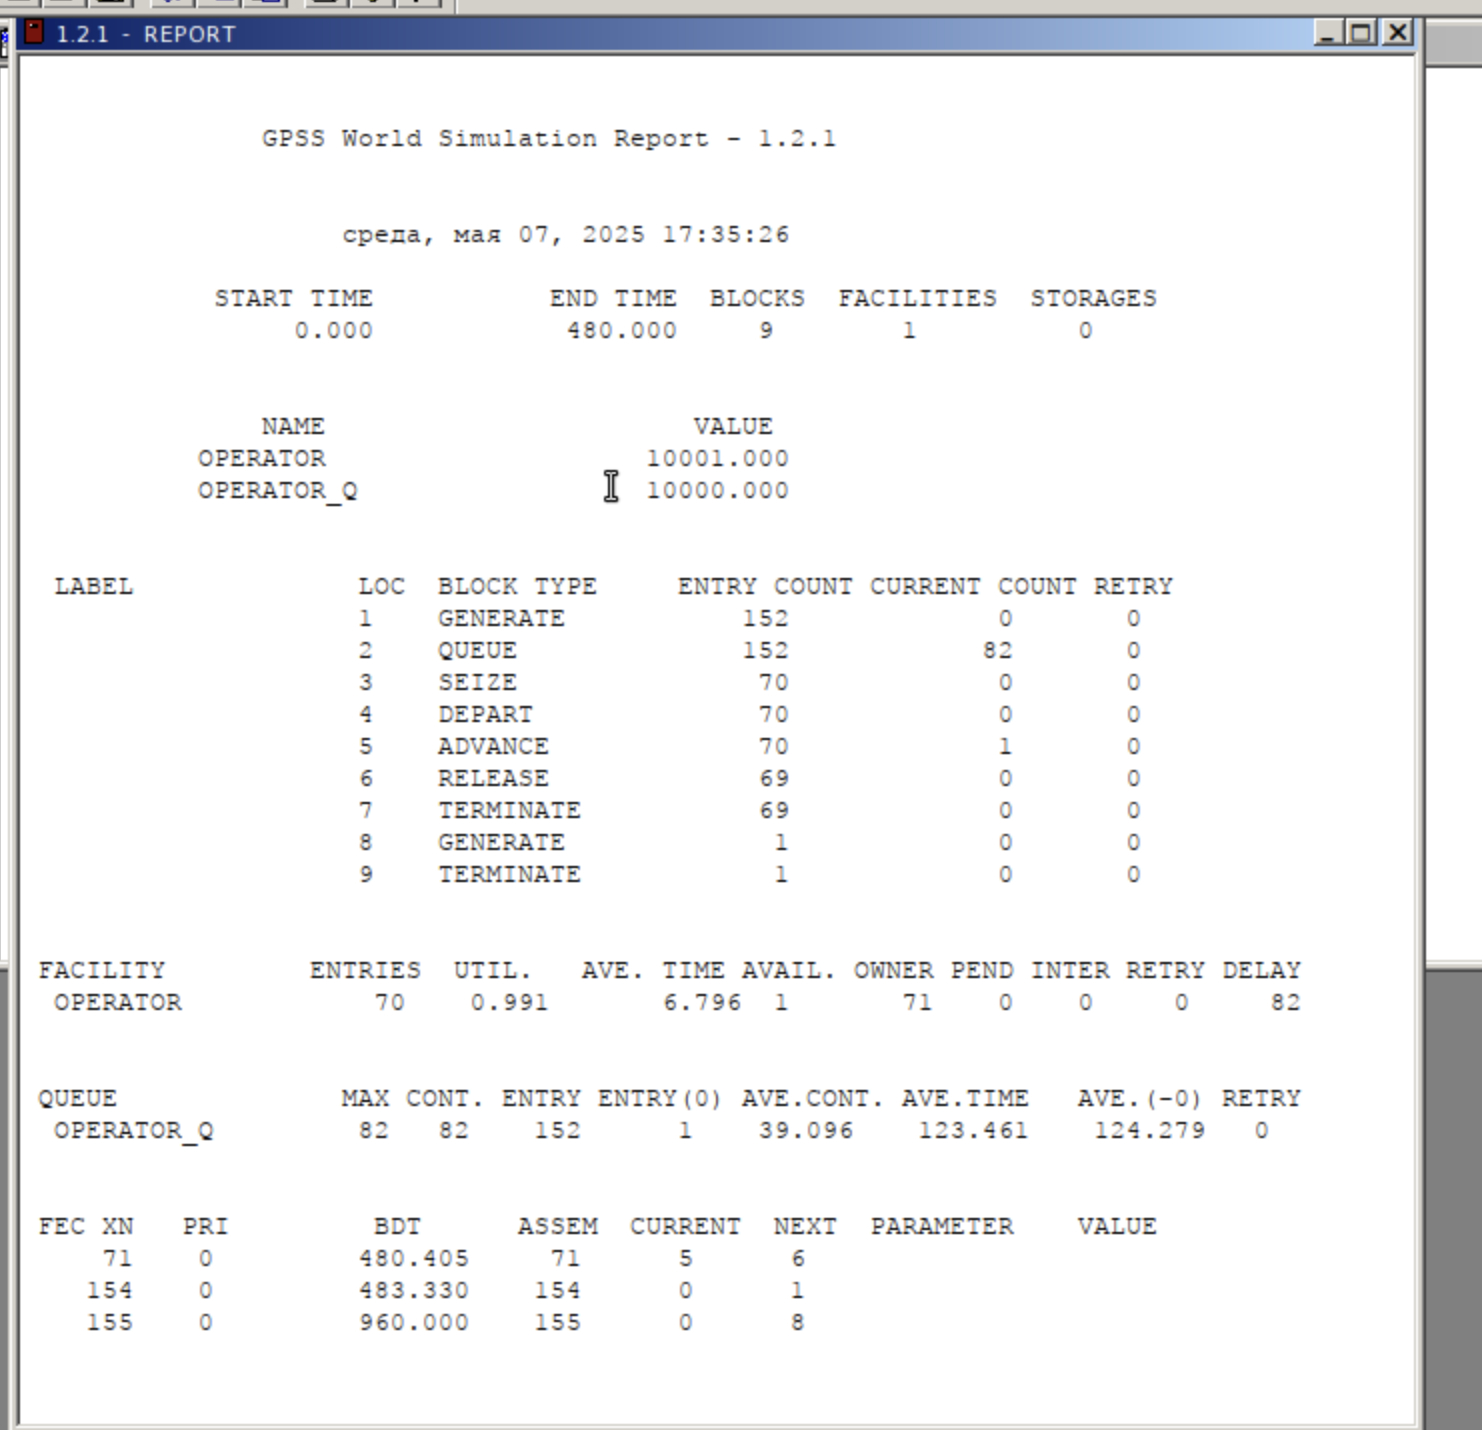 1.2.1 - REPORT
GPSS World Simulation Report - 1.2.1
среда, мая 07, 2025 17:35:26
START TIME END TIME BLOCKS FACILITIES STORAGES
0.000 480.000 9 1 0
NAME VALUE
OPERATOR 10001.000
OPERATOR_Q 10000.000
LABEL LOC BLOCK TYPE ENTRY COUNT CURRENT COUNT RETRY
1 GENERATE 152 0 0
2 QUEUE 152 82 0
3 SEIZE 70 0 0
4 DEPART 70 0 0
5 ADVANCE 70 1 0
6 RELEASE 69 0 0
7 TERMINATE 69 0 0
8 GENERATE 1 0 0
9 TERMINATE 1 0 0
FACILITY ENTRIES UTIL. AVE. TIME AVAIL. OWNER PEND INTER RETRY DELAY
OPERATOR 70 0.991 6.796 1 71 0 0 0 82
QUEUE MAX CONT. ENTRY ENTRY(0) AVE.CONT. AVE.TIME AVE.(-0) RETRY
OPERATOR_Q 82 82 152 1 39.096 123.461 124.279 0
FEC XN PRI BDT ASSEM CURRENT NEXT PARAMETER VALUE
71 0 480.405 71 5 6
154 0 483.330 154 0 1
155 0 960.000 155 0 8